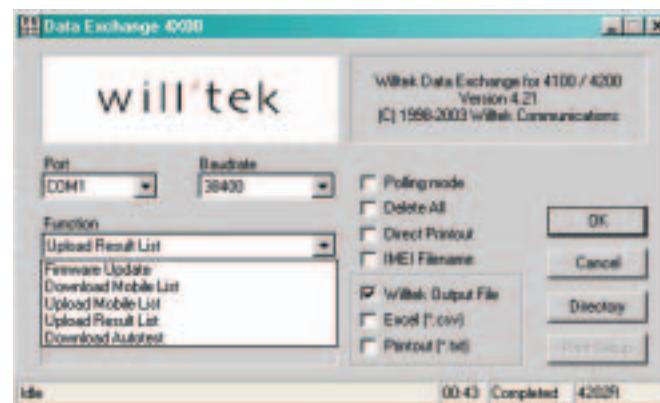 Data Exchange 4X00
will'tek
Willtek Data Exchange for 4100 / 4200
Version 4.21
(C) 1998-2003 Willtek Communications
Port
COM1
Baudrate
38400
Function
Upload Result List
Firmware Update
Download Mobile List
Upload Mobile List
Upload Result List
Download Autotest
Polling mode
Delete All
Direct Printout
IMEI Filename
Willtek Output File
Excel (*.csv)
Printout (*.txt)
OK
Cancel
Directory
Print Setup
Idle
00:43
Completed
4202R